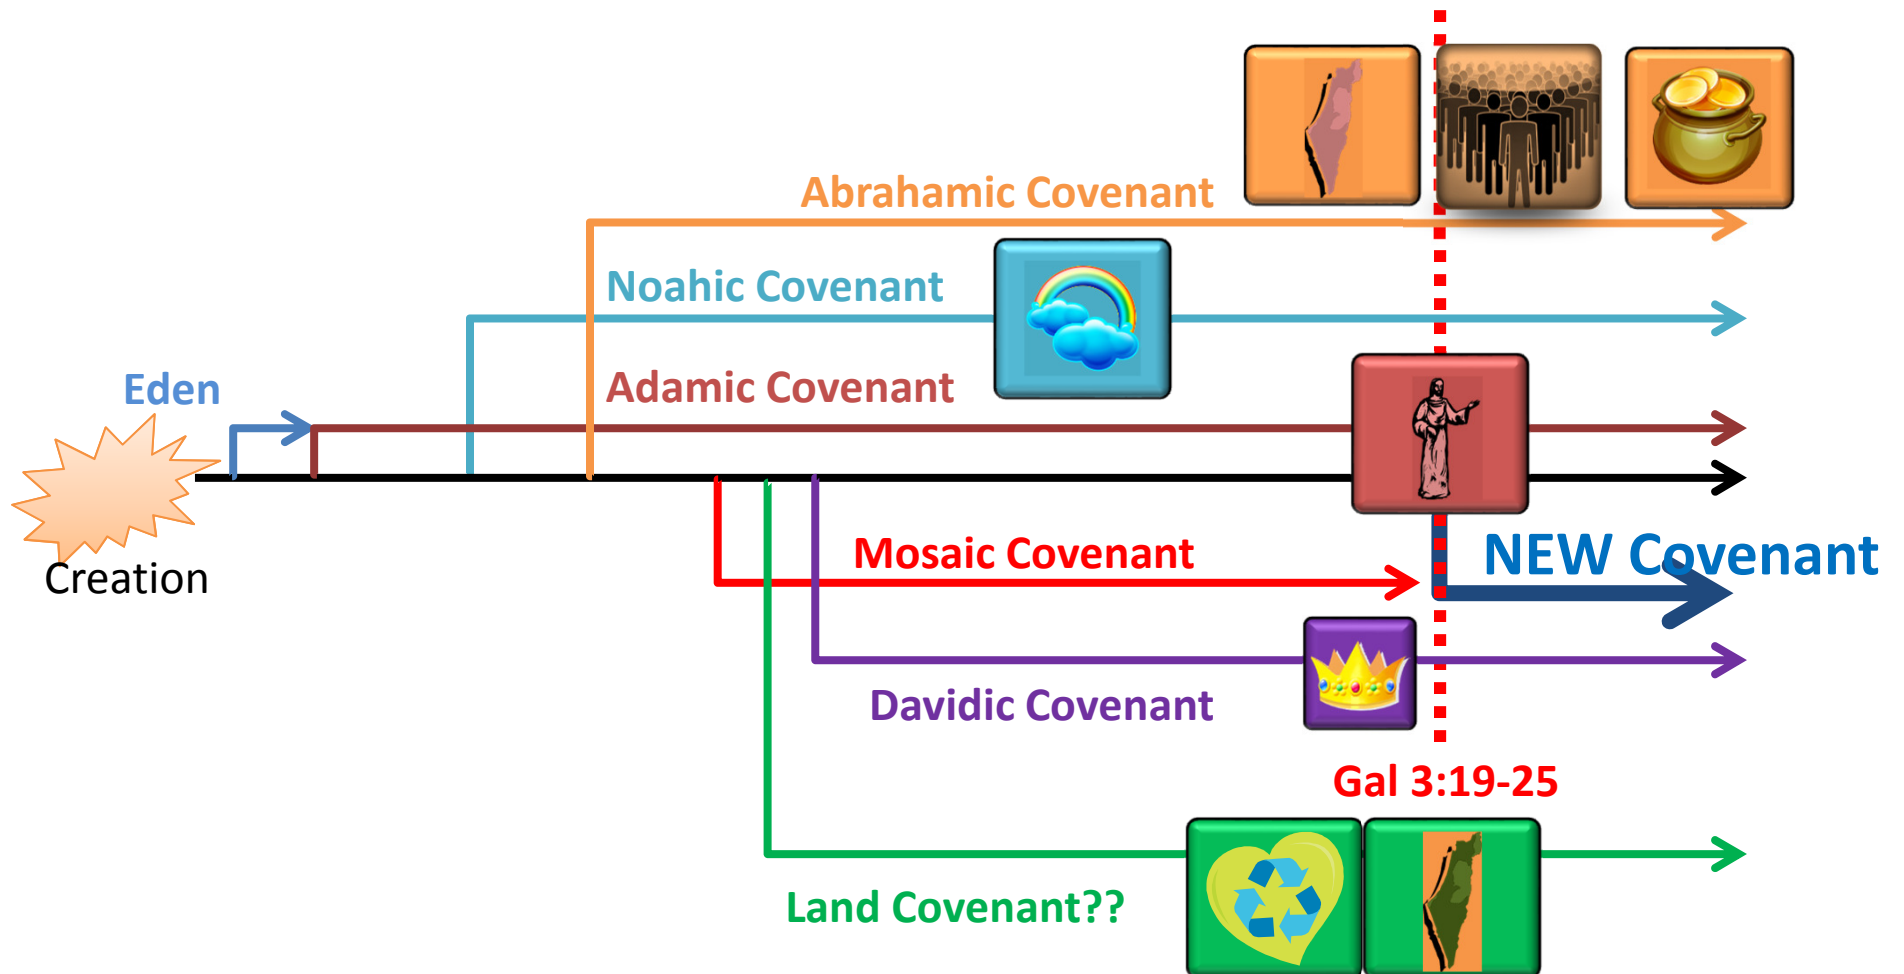 Abrahamic Covenant
Noahic Covenant
Eden
Adamic Covenant
Creation
Mosaic Covenant
NEW Covenant
Davidic Covenant
Gal 3:19-25
Land Covenant??